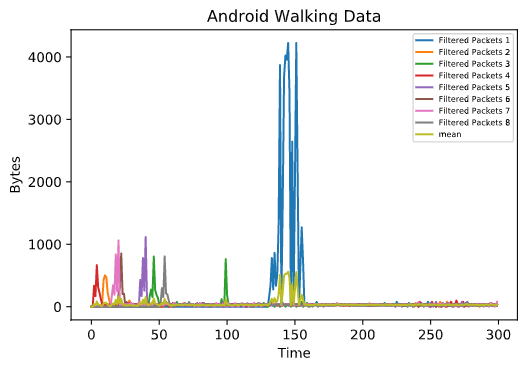 Android Walking Data
Filtered Packets 1
Filtered Packets 2
Filtered Packets 3
Filtered Packets 4
Filtered Packets 5
Filtered Packets 6
Filtered Packets 7
Filtered Packets 8
mean
4000
3000
2000
1000
0
Bytes
0
50
100
150
200
250
300
Time